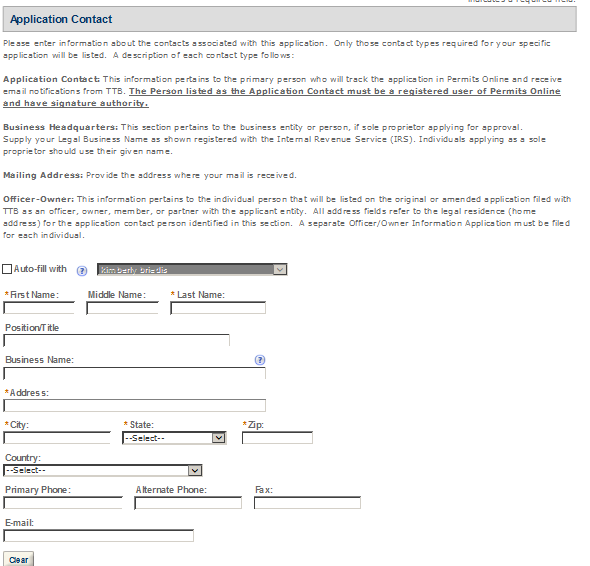 indicates a required field.
Application Contact
Please enter information about the contacts associated with this application. Only those contact types required for your specific
application will be listed. A description of each contact type follows:
Application Contact: This information pertains to the primary person who will track the application in Permits Online and receive
email notifications from TTB. The Person listed as the Application Contact must be a registered user of Permits Online
and have signature authority.
Business Headquarters: This section pertains to the business entity or person, if sole proprietor applying for approval.
Supply your Legal Business Name as shown registered with the Internal Revenue Service (IRS). Individuals applying as a sole
proprietor should use their given name.
Mailing Address: Provide the address where your mail is received.
Officer-Owner: This information pertains to the individual person that will be listed on the original or amended application filed with
TTB as an officer, owner, member, or partner with the applicant entity. All address fields refer to the legal residence (home
address) for the application contact person identified in this section. A separate Officer/Owner Information Application must be filed
for each individual.
Auto-fill with ? Kimberly Briedis
*First Name: Middle Name: *Last Name:
Position/Title
Business Name: ?
*Address:
*City: *State: *Zip:
--Select--
Country:
--Select--
Primary Phone: Alternate Phone: Fax:
E-mail:
Clear